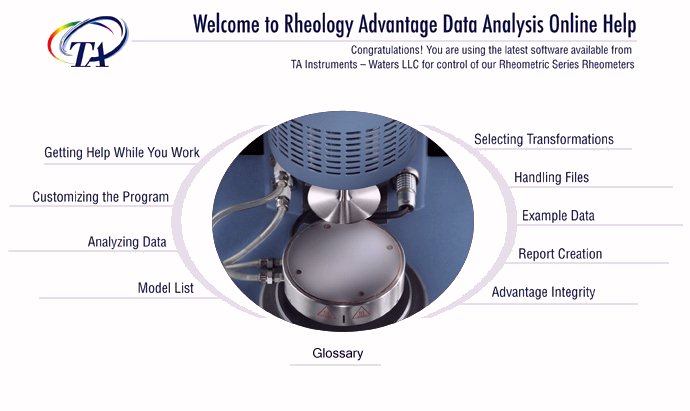 TA
Welcome to Rheology Advantage Data Analysis Online Help
Congratulations! You are using the latest software available from
TA Instruments – Waters LLC for control of our Rheometric Series Rheometers
Getting Help While You Work
Customizing the Program
Analyzing Data
Model List
Selecting Transformations
Handling Files
Example Data
Report Creation
Advantage Integrity
Glossary